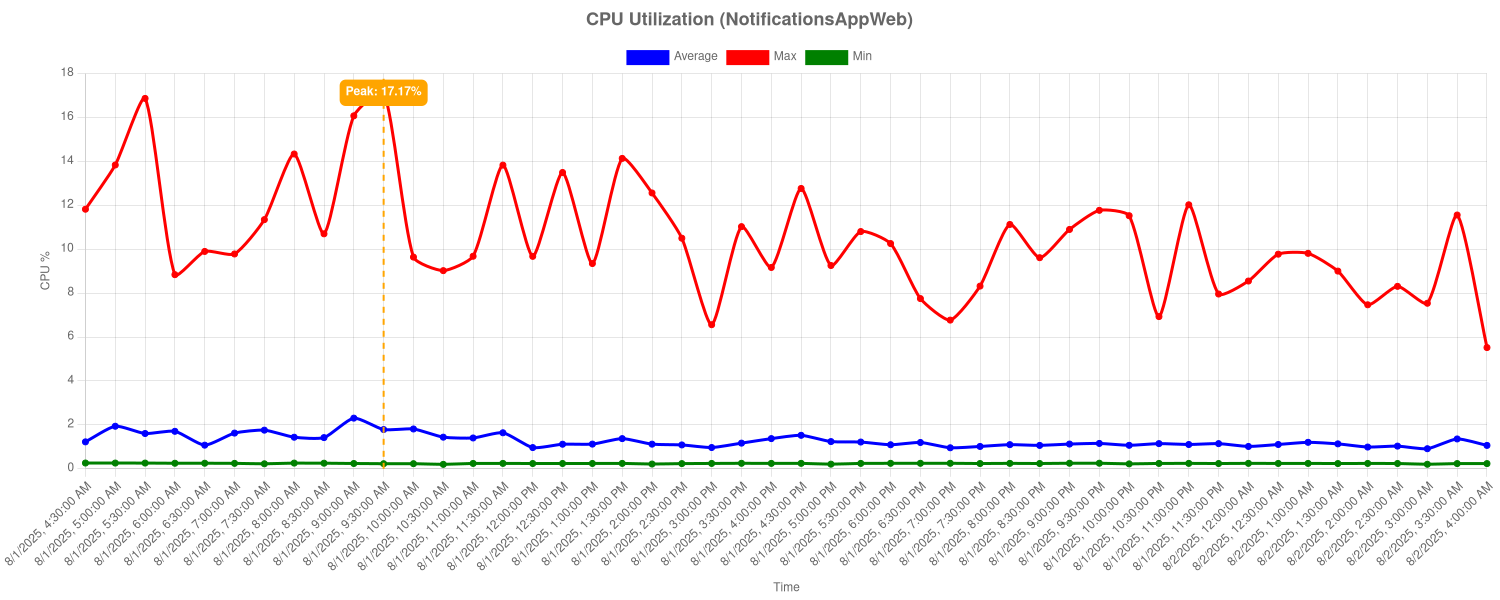 CPU Utilization (NotificationsAppWeb)
Average Max Min
Peak: 17.17%
CPU %
18
16
14
12
10
8
6
4
2
0
8/1/2025, 4:30:00 AM
8/1/2025, 5:00:00 AM
8/1/2025, 5:30:00 AM
8/1/2025, 6:00:00 AM
8/1/2025, 6:30:00 AM
8/1/2025, 7:00:00 AM
8/1/2025, 7:30:00 AM
8/1/2025, 8:00:00 AM
8/1/2025, 8:30:00 AM
8/1/2025, 9:00:00 AM
8/1/2025, 9:30:00 AM
8/1/2025, 10:00:00 AM
8/1/2025, 10:30:00 AM
8/1/2025, 11:00:00 AM
8/1/2025, 11:30:00 AM
8/1/2025, 12:00:00 PM
8/1/2025, 12:30:00 PM
8/1/2025, 1:00:00 PM
8/1/2025, 1:30:00 PM
8/1/2025, 2:00:00 PM
8/1/2025, 2:30:00 PM
8/1/2025, 3:00:00 PM
8/1/2025, 3:30:00 PM
8/1/2025, 4:00:00 PM
8/1/2025, 4:30:00 PM
8/1/2025, 5:00:00 PM
8/1/2025, 5:30:00 PM
8/1/2025, 6:00:00 PM
8/1/2025, 6:30:00 PM
8/1/2025, 7:00:00 PM
8/1/2025, 7:30:00 PM
8/1/2025, 8:00:00 PM
8/1/2025, 8:30:00 PM
8/1/2025, 9:00:00 PM
8/1/2025, 9:30:00 PM
8/1/2025, 10:00:00 PM
8/1/2025, 10:30:00 PM
8/1/2025, 11:00:00 PM
8/1/2025, 11:30:00 PM
8/2/2025, 12:00:00 AM
8/2/2025, 12:30:00 AM
8/2/2025, 1:00:00 AM
8/2/2025, 1:30:00 AM
8/2/2025, 2:00:00 AM
8/2/2025, 2:30:00 AM
8/2/2025, 3:00:00 AM
8/2/2025, 3:30:00 AM
8/2/2025, 4:00:00 AM
Time